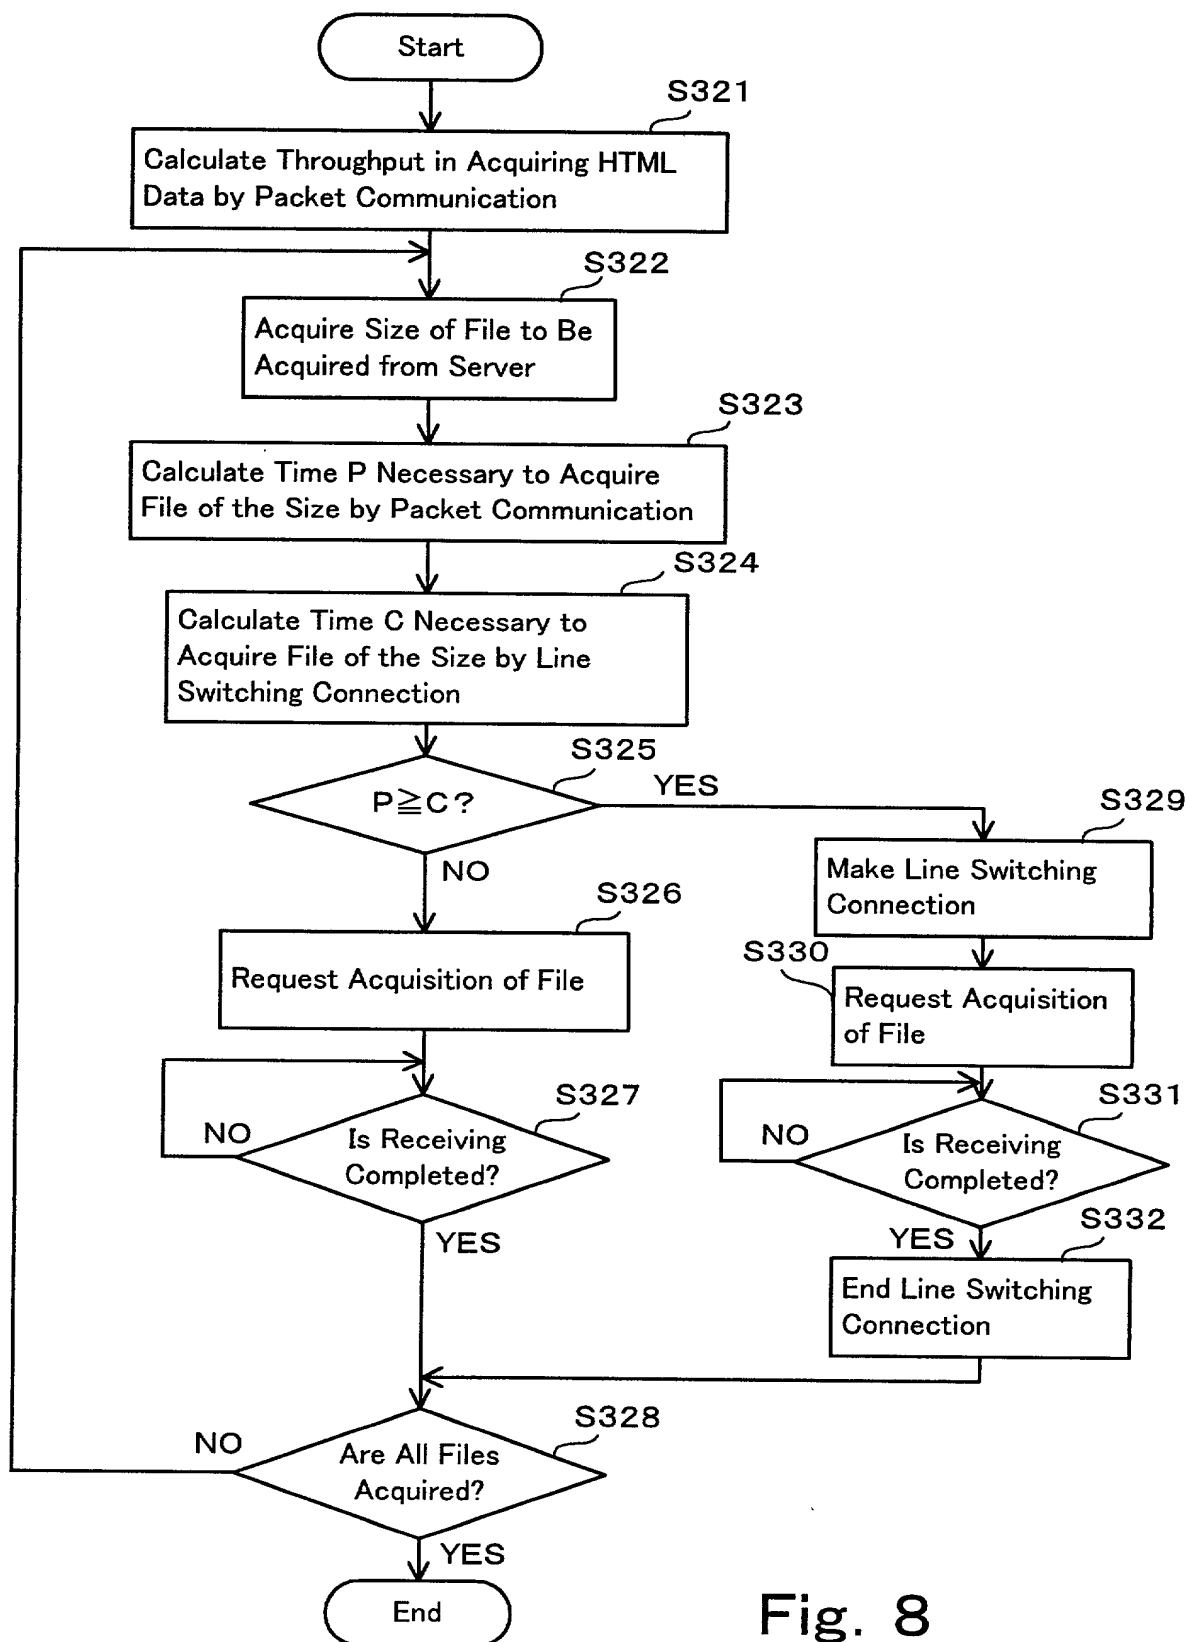 Start
S321
Calculate Throughput in Acquiring HTML
Data by Packet Communication
S322
Acquire Size of File to Be
Acquired from Server
S323
Calculate Time P Necessary to Acquire
File of the Size by Packet Communication
S324
Calculate Time C Necessary to
Acquire File of the Size by Line
Switching Connection
S325
P≧C?
YES
NO
S329
Make Line Switching
Connection
S326
Request Acquisition of File
S330
Request Acquisition
of File
S327
NO
Is Receiving
Completed?
YES
S331
NO
Is Receiving
Completed?
YES
S332
End Line Switching
Connection
S328
NO
Are All Files
Acquired?
YES
End
Fig. 8